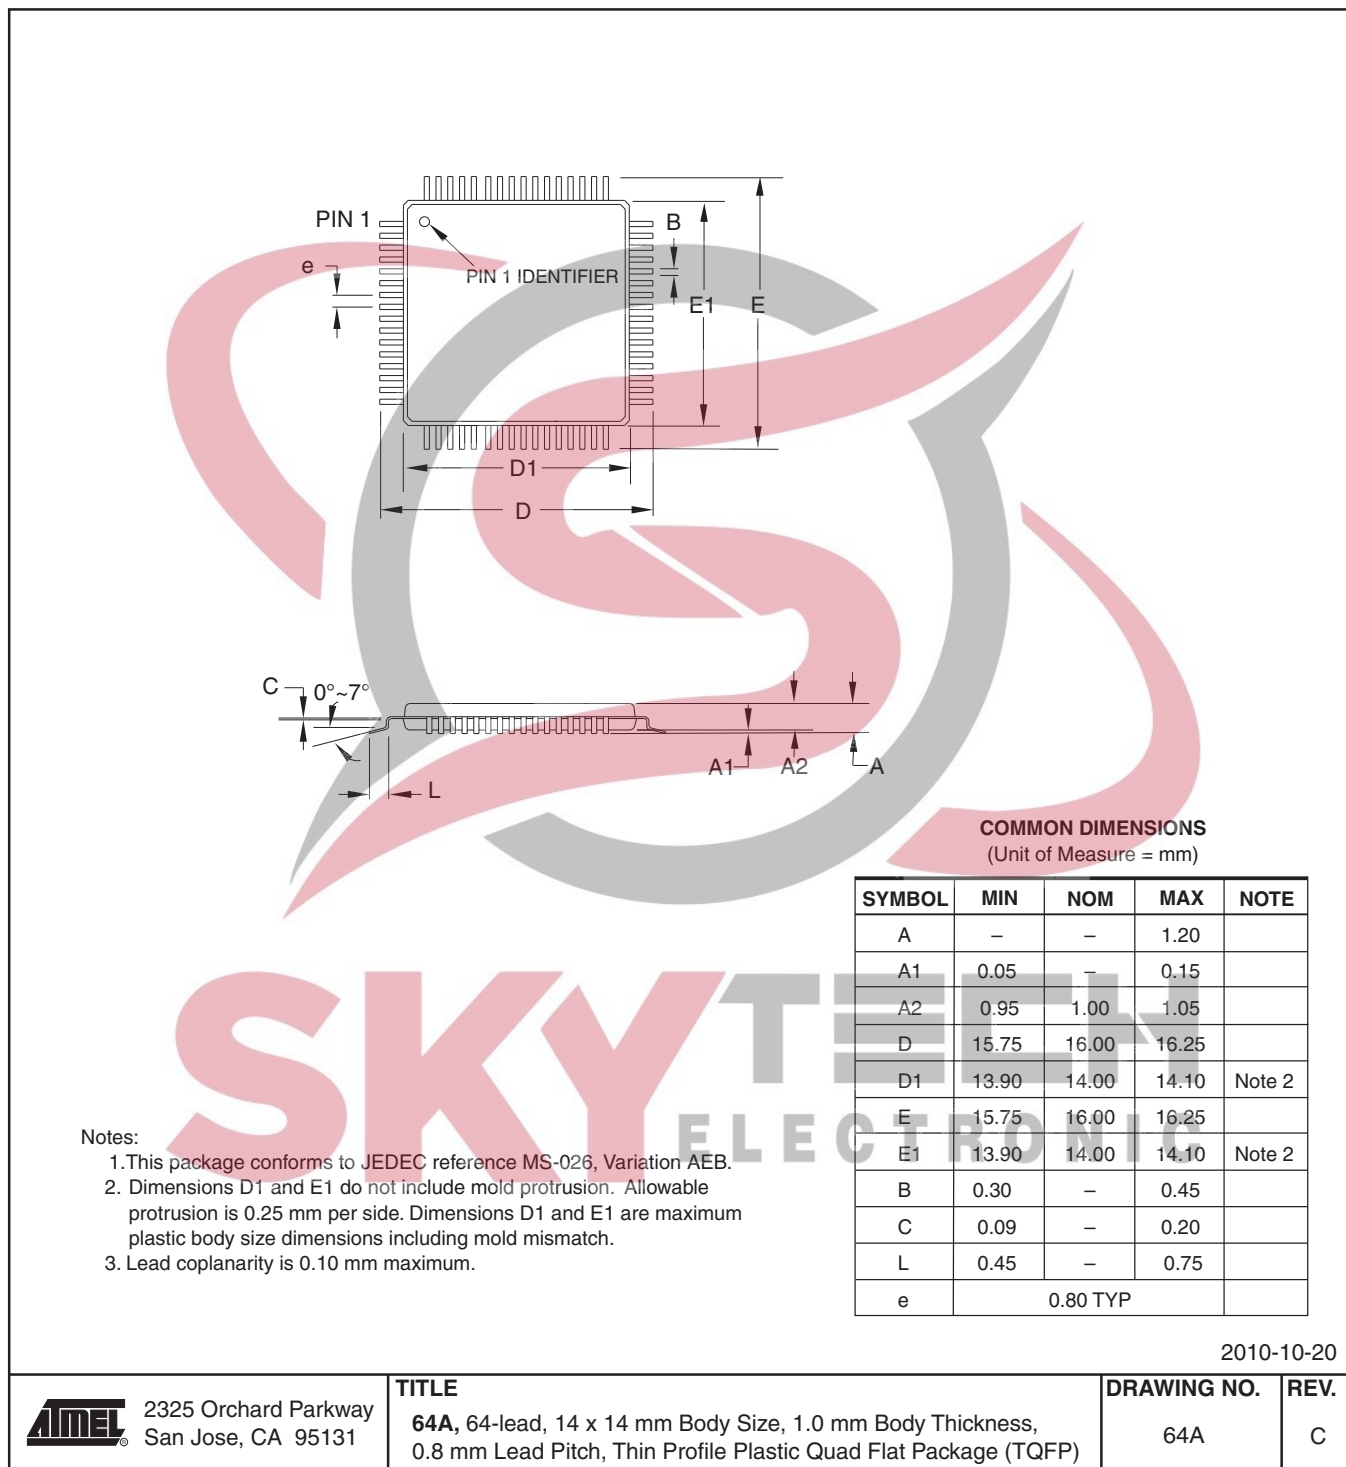 PIN 1
B
e
PIN 1 IDENTIFIER
E1 E
D1
D
C 0°~7°
A1 A2 A
L
COMMON DIMENSIONS
(Unit of Measure = mm)
SYMBOL MIN NOM MAX NOTE
A – – 1.20
A1 0.05 – 0.15
A2 0.95 1.00 1.05
D 15.75 16.00 16.25
D1 13.90 14.00 14.10 Note 2
E 15.75 16.00 16.25
E1 13.90 14.00 14.10 Note 2
B 0.30 – 0.45
C 0.09 – 0.20
L 0.45 – 0.75
e 0.80 TYP
SKYTECH
ELECTRONIC
Notes:
1.This package conforms to JEDEC reference MS-026, Variation AEB.
2. Dimensions D1 and E1 do not include mold protrusion. Allowable
protrusion is 0.25 mm per side. Dimensions D1 and E1 are maximum
plastic body size dimensions including mold mismatch.
3. Lead coplanarity is 0.10 mm maximum.
2010-10-20
ATMEL ®
2325 Orchard Parkway
San Jose, CA 95131
TITLE
64A, 64-lead, 14 x 14 mm Body Size, 1.0 mm Body Thickness,
0.8 mm Lead Pitch, Thin Profile Plastic Quad Flat Package (TQFP)
DRAWING NO.
64A
REV.
C